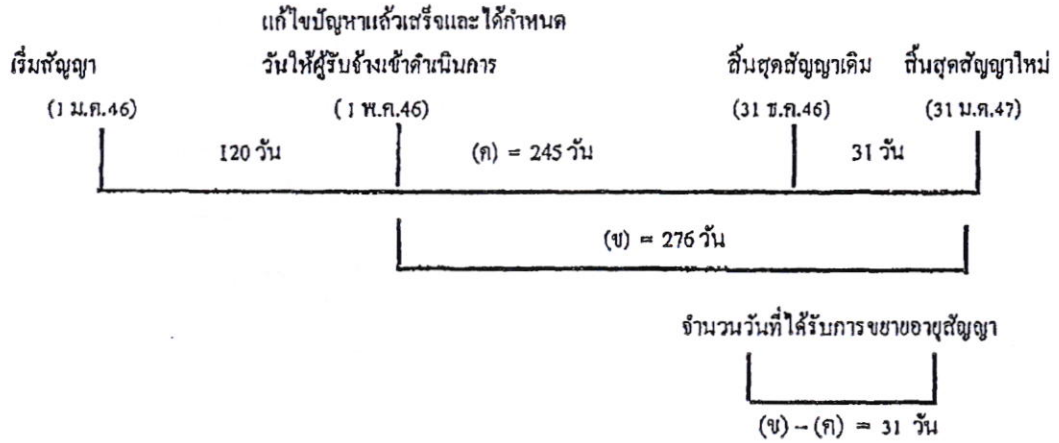 แก้ไขปัญหาแล้วเสร็จและได้กำหนด
เริ่มสัญญา วันให้ผู้รับจ้างเข้าดำเนินการ สิ้นสุดสัญญาเดิม สิ้นสุดสัญญาใหม่
(1 ม.ค.46) (1 พ.ค.46) (31 ธ.ค.46) (31 ม.ค.47)
120 วัน (ค) = 245 วัน 31 วัน
(ข) = 276 วัน
จำนวนวันที่ได้รับการขยายอายุสัญญา
(ข) – (ค) = 31 วัน